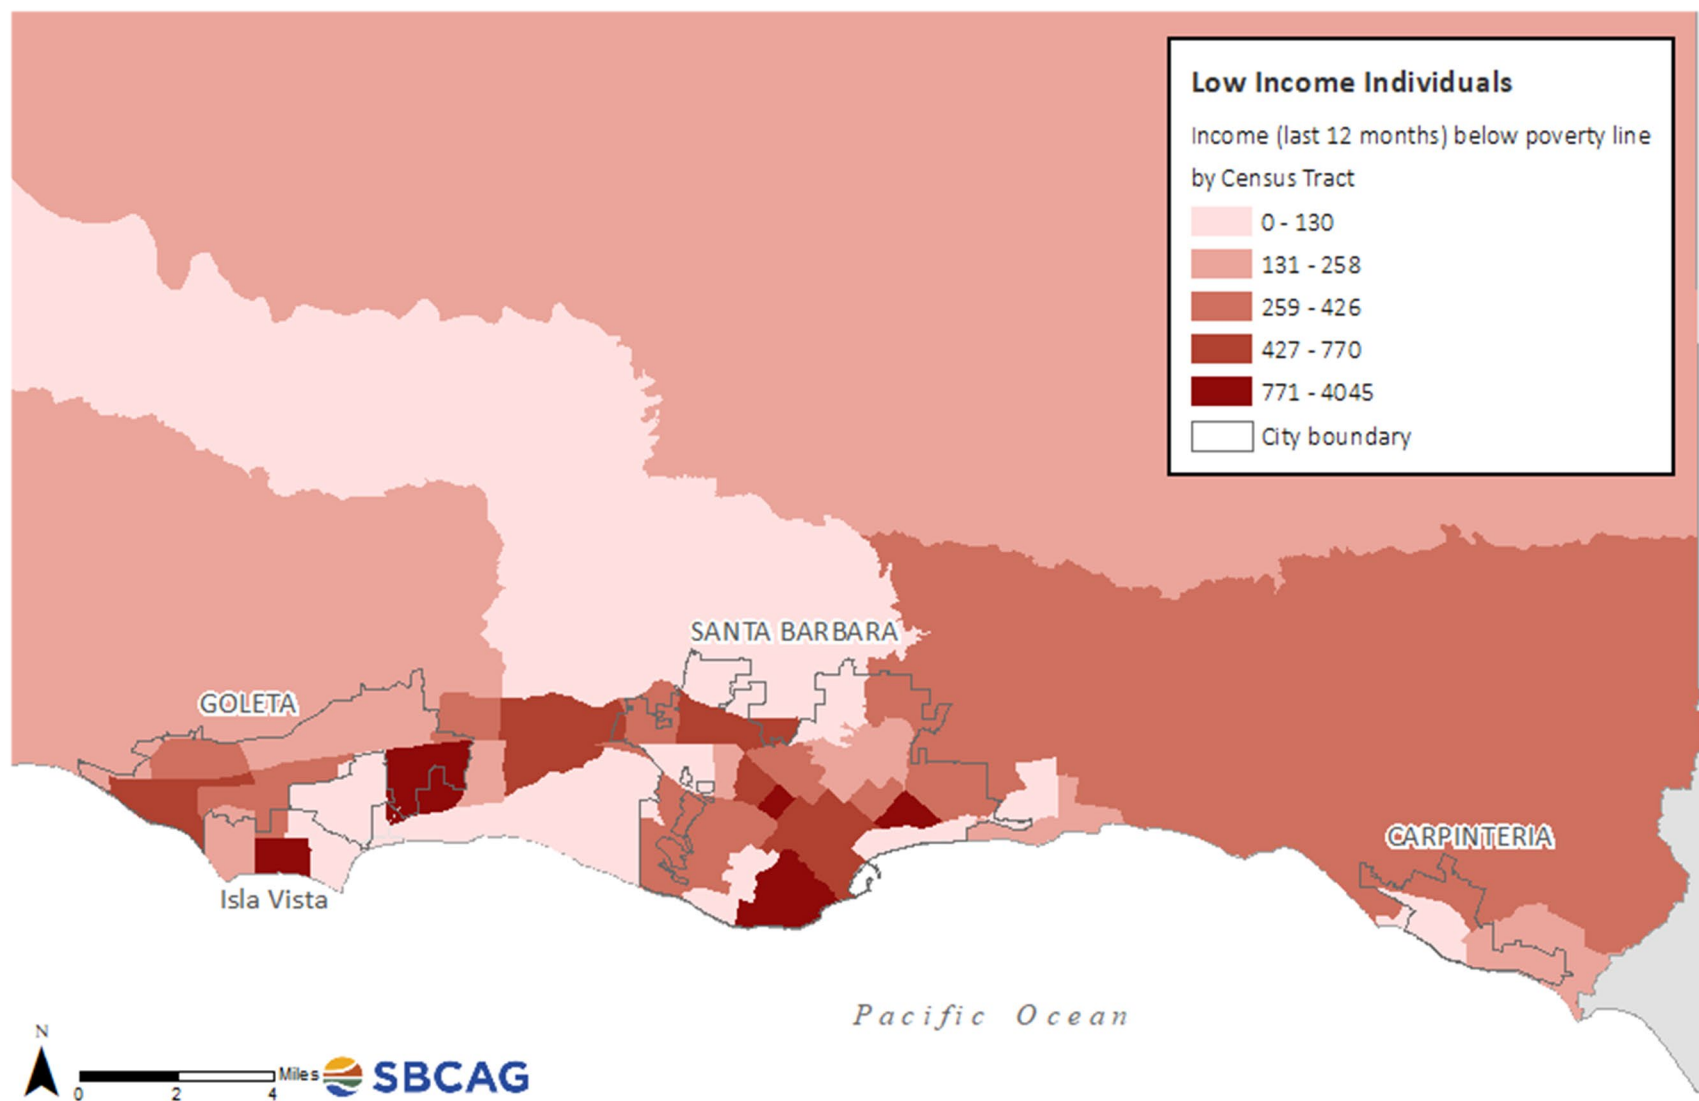 Low Income Individuals
Income (last 12 months) below poverty line
by Census Tract
0 - 130
131 - 258
259 - 426
427 - 770
771 - 4045
City boundary
SANTA BARBARA
GOLETA
CARPINTERIA
Isla Vista
Pacific Ocean
N
Miles
0 2 4
SBCAG